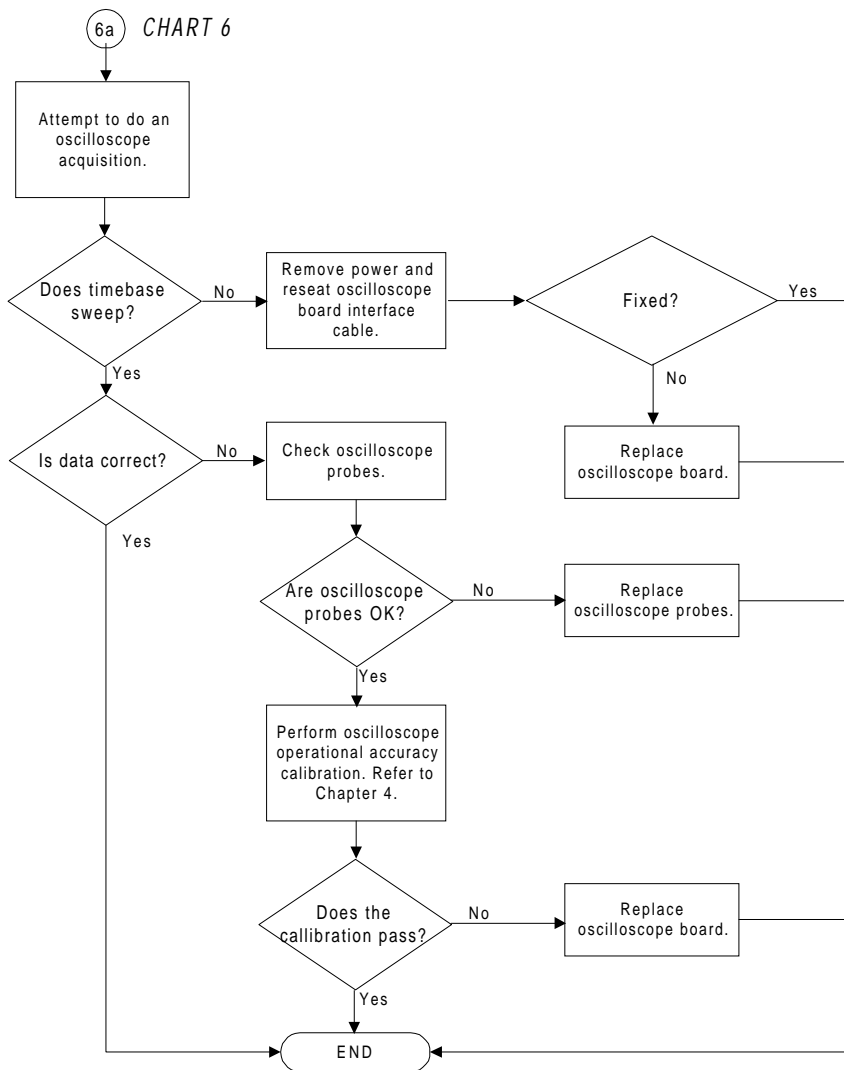 6a CHART 6
Attempt to do an
oscilloscope
acquisition.
Does timebase
sweep?
No
Remove power and
reseat oscilloscope
board interface
cable.
Fixed?
Yes
No
Yes
Is data correct?
No
Check oscilloscope
probes.
Replace
oscilloscope board.
Yes
Are oscilloscope
probes OK?
No
Replace
oscilloscope probes.
Yes
Perform oscilloscope
operational accuracy
calibration. Refer to
Chapter 4.
Does the
callibration pass?
No
Replace
oscilloscope board.
Yes
END